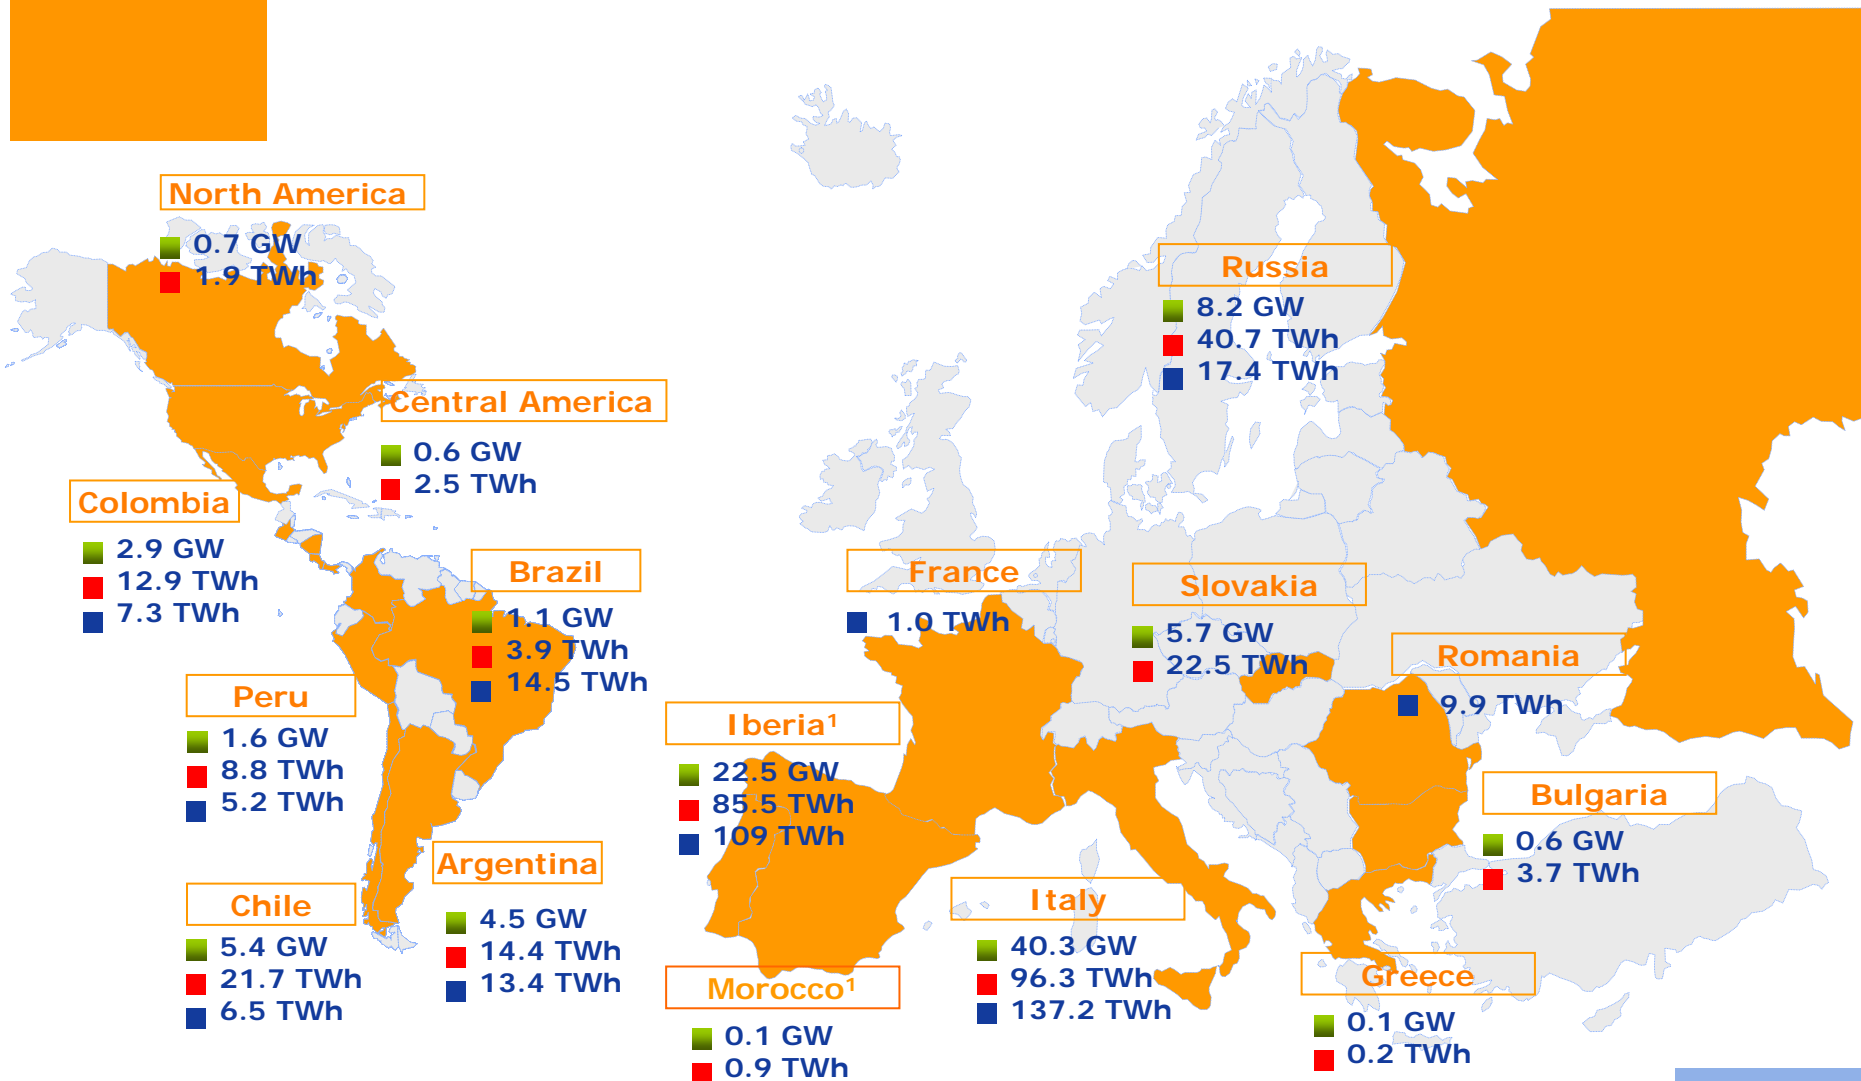 North America
0.7 GW
1.9 TWh
Russia
8.2 GW
40.7 TWh
17.4 TWh
Central America
0.6 GW
2.5 TWh
Colombia
2.9 GW
12.9 TWh
7.3 TWh
Brazil
1.1 GW
3.9 TWh
14.5 TWh
France
1.0 TWh
Slovakia
5.7 GW
22.5 TWh
Romania
9.9 TWh
Peru
1.6 GW
8.8 TWh
5.2 TWh
Iberia¹
22.5 GW
85.5 TWh
109 TWh
Bulgaria
0.6 GW
3.7 TWh
Argentina
4.5 GW
14.4 TWh
13.4 TWh
Chile
5.4 GW
21.7 TWh
6.5 TWh
Italy
40.3 GW
96.3 TWh
137.2 TWh
Morocco¹
0.1 GW
0.9 TWh
Greece
0.1 GW
0.2 TWh